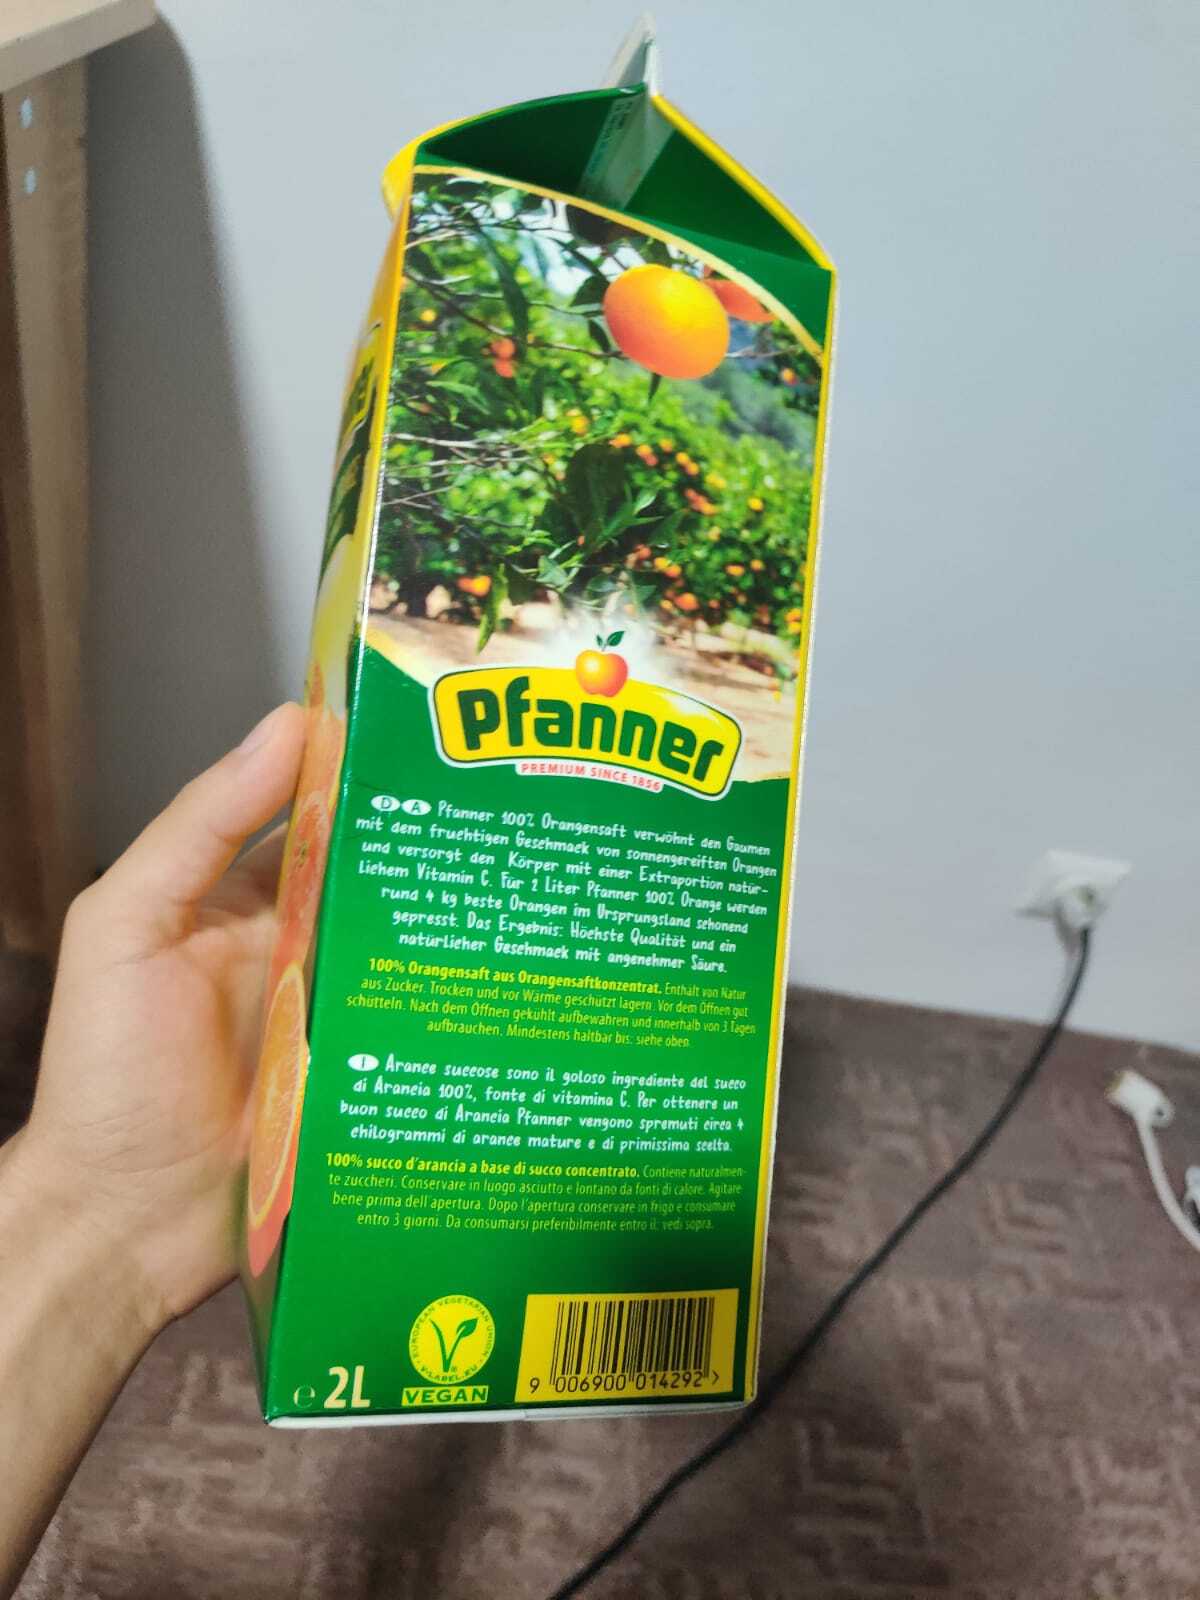 Pfanner
PREMIUM SINCE 1856
D A Pfanner 100% Orangensaft verwöhnt den Gaumen
mit dem fruchtigen Geschmack von sonnengereiften Orangen
und versorgt den Körper mit einer Extraportion natür-
lichem Vitamin C. Für 2 Liter Pfanner 100% Orange werden
rund 4 kg beste Orangen im Ursprungsland schonend
gepresst. Das Ergebnis: Höchste Qualität und ein
natürlicher Geschmack mit angenehmer Säure.
100% Orangensaft aus Orangensaftkonzentrat. Enthält von Natur
aus Zucker. Trocken und vor Wärme geschützt lagern. Vor dem Öffnen gut
schütteln. Nach dem Öffnen gekühlt aufbewahren und innerhalb von 3 Tagen
aufbrauchen. Mindestens haltbar bis: siehe oben.
I Arance succose sono il goloso ingrediente del succo
di Arancia 100%, fonte di vitamina C. Per ottenere un
buon succo di Arancia Pfanner vengono spremuti circa 4
chilogrammi di arance mature e di primissima scelta.
100% succo d'arancia a base di succo concentrato. Contiene naturalmen-
te zuccheri. Conservare in luogo asciutto e lontano da fonti di calore. Agitare
bene prima dell'apertura. Dopo l'apertura conservare in frigo e consumare
entro 3 giorni. Da consumarsi preferibilmente entro il: vedi sopra.
EUROPEAN VEGETARIAN UNION
V-LABEL.EU
VEGAN
e 2L
9 006900 014292 >